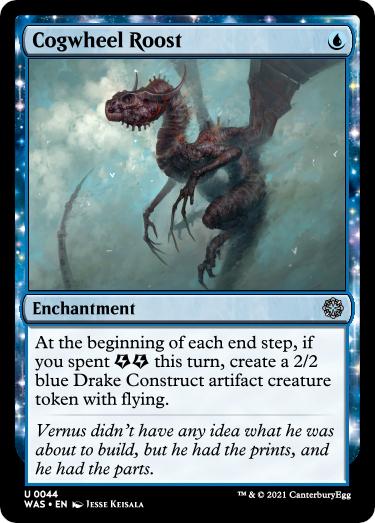 Cogwheel Roost
Enchantment
At the beginning of each end step, if
you spent this turn, create a 2/2
blue Drake Construct artifact creature
token with flying.
Vernus didn't have any idea what he was
about to build, but he had the prints, and
he had the parts.
U 0044
WAS • EN Jesse Keisala
™ & © 2021 CanterburyEgg